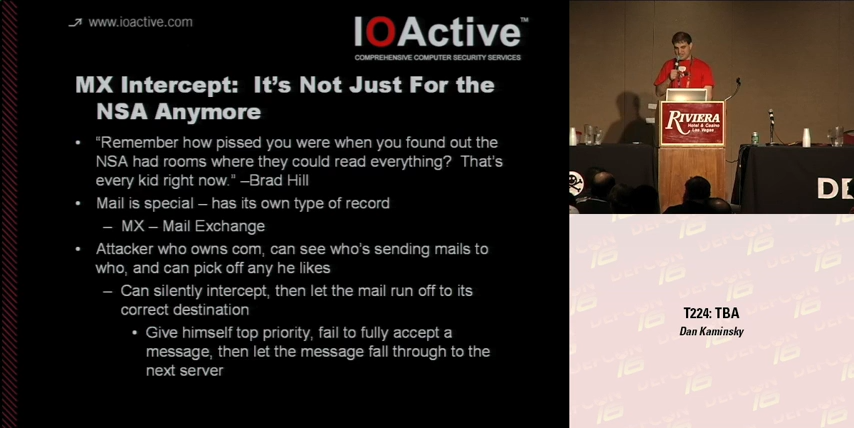 www.ioactive.com
IOActive™
COMPREHENSIVE COMPUTER SECURITY SERVICES
MX Intercept: It's Not Just For the
NSA Anymore
• "Remember how pissed you were when you found out the
NSA had rooms where they could read everything? That's
every kid right now." –Brad Hill
• Mail is special – has its own type of record
– MX – Mail Exchange
• Attacker who owns com, can see who's sending mails to
who, and can pick off any he likes
– Can silently intercept, then let the mail run off to its
correct destination
• Give himself top priority, fail to fully accept a
message, then let the message fall through to the
next server
RIVIERA
Hotel & Casino
Las Vegas
DE
T224: TBA
Dan Kaminsky